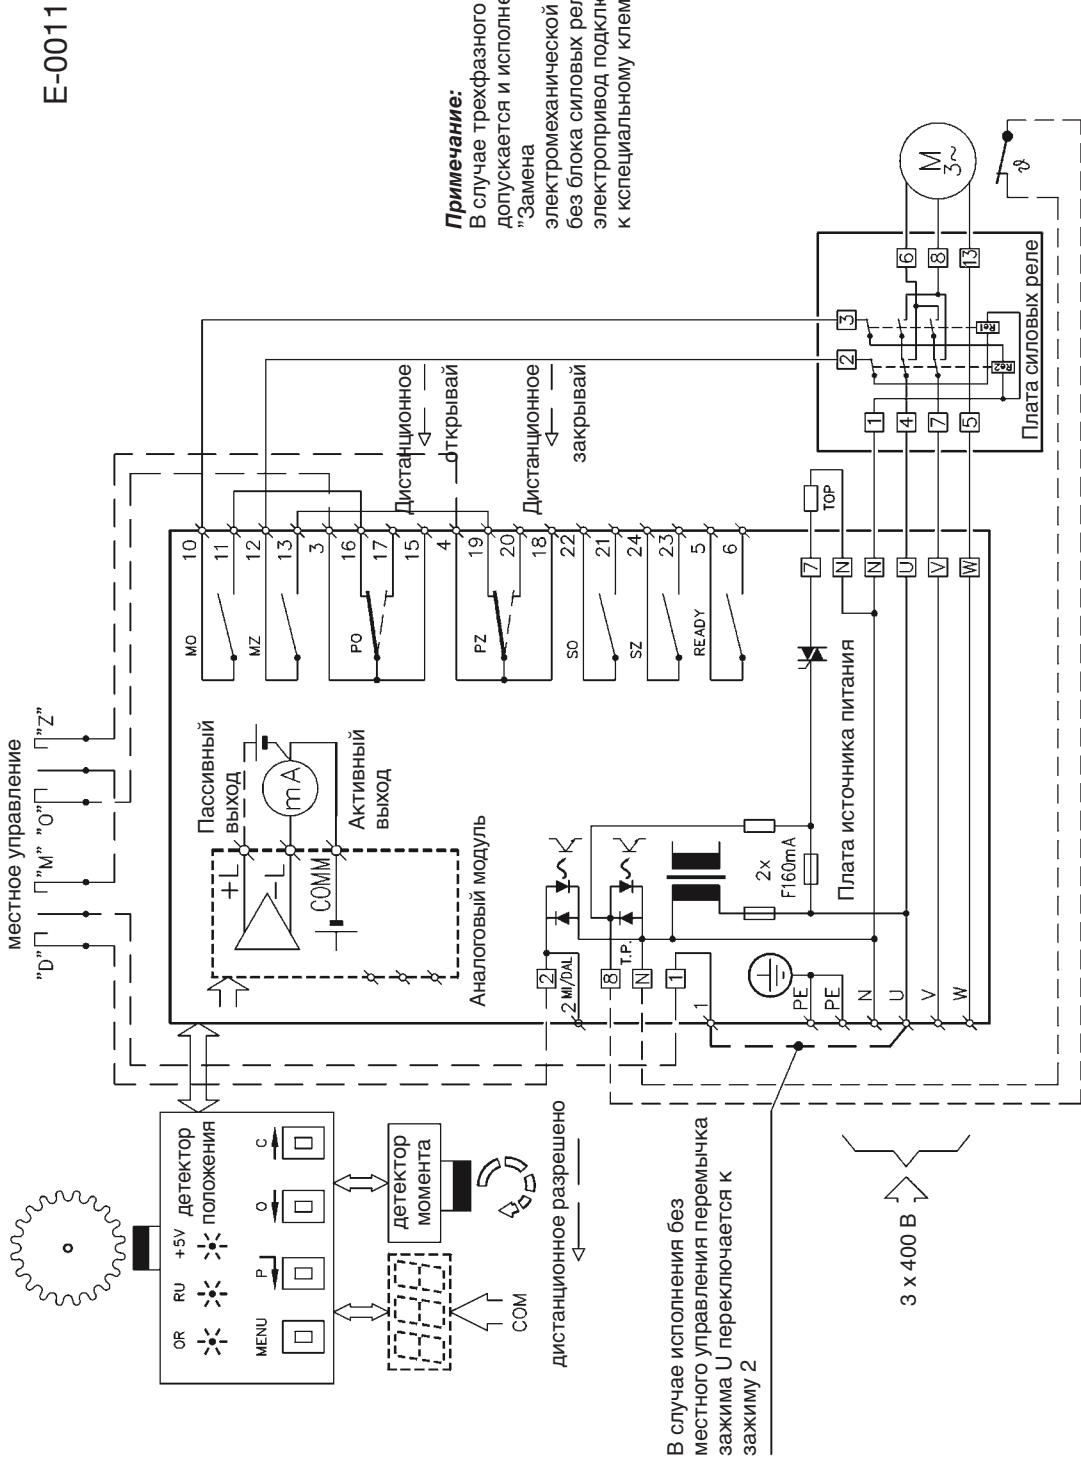 E-0011
местное управление
"D"
"M"
"O"
"Z"
OR
RU
+5V
детектор
положения
MENU
P
O
C
детектор
момента
COM
дистанционное разрешено
Пассивный
выход
+L
−L
mA
COMM
Активный
выход
Аналоговый модуль
MO
MZ
PO
PZ
SO
SZ
READY
10
11
12
13
3
16
17
15
4
19
20
18
22
21
24
23
5
6
Дистанционное
открывай
Дистанционное
закрывай
Примечание:
В случае трехфазного
допускается и исполне
"Замена
электромеханической
без блока силовых рел
электропривод подклю
к кспециальному клем
2
2 MI/DAL
8
T.P.
N
1
1
PE
PE
N
U
V
W
2x
F160mA
Плата источника питания
7
N
N
U
V
W
TOP
2
3
1
4
7
5
6
8
13
Re1
Re2
Плата силовых реле
M
3~
ϑ
В случае исполнения без
местного управления перемычка
зажима U переключается к
зажиму 2
3 x 400 В